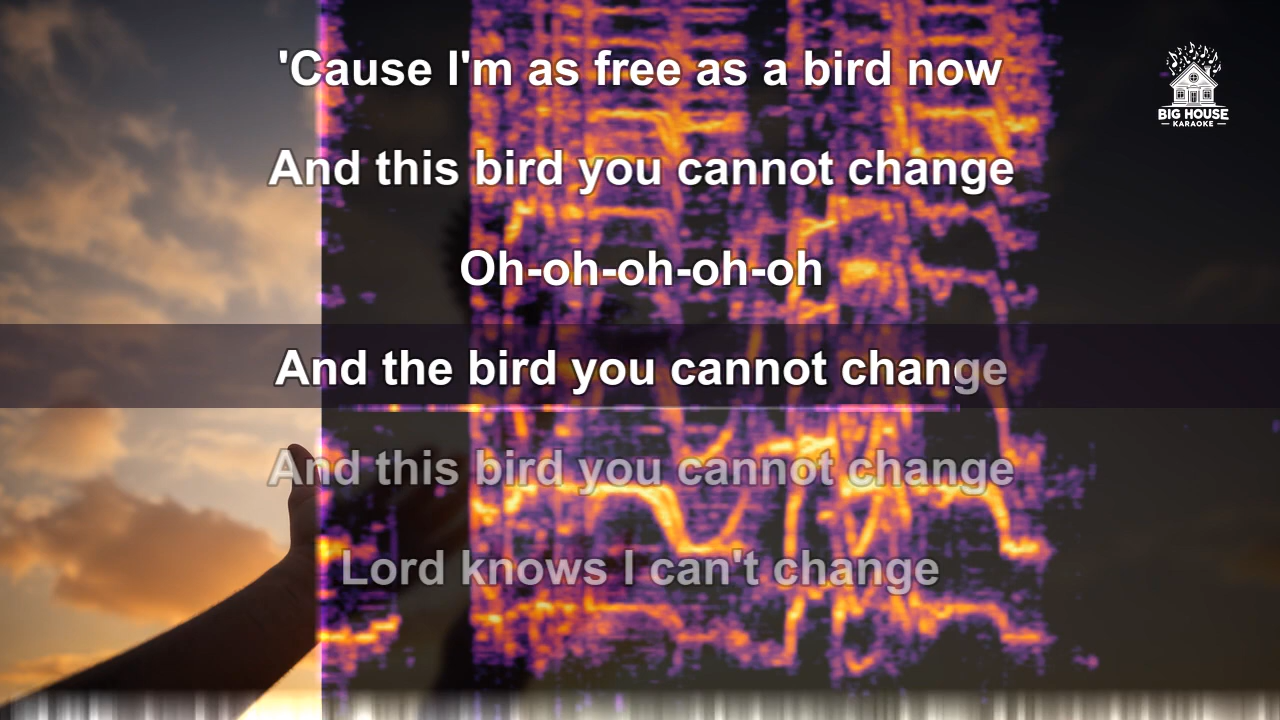 'Cause I'm as free as a bird now
BIG HOUSE
KARAOKE
And this bird you cannot change
Oh-oh-oh-oh-oh
And the bird you cannot change
And this bird you cannot change
Lord knows I can't change